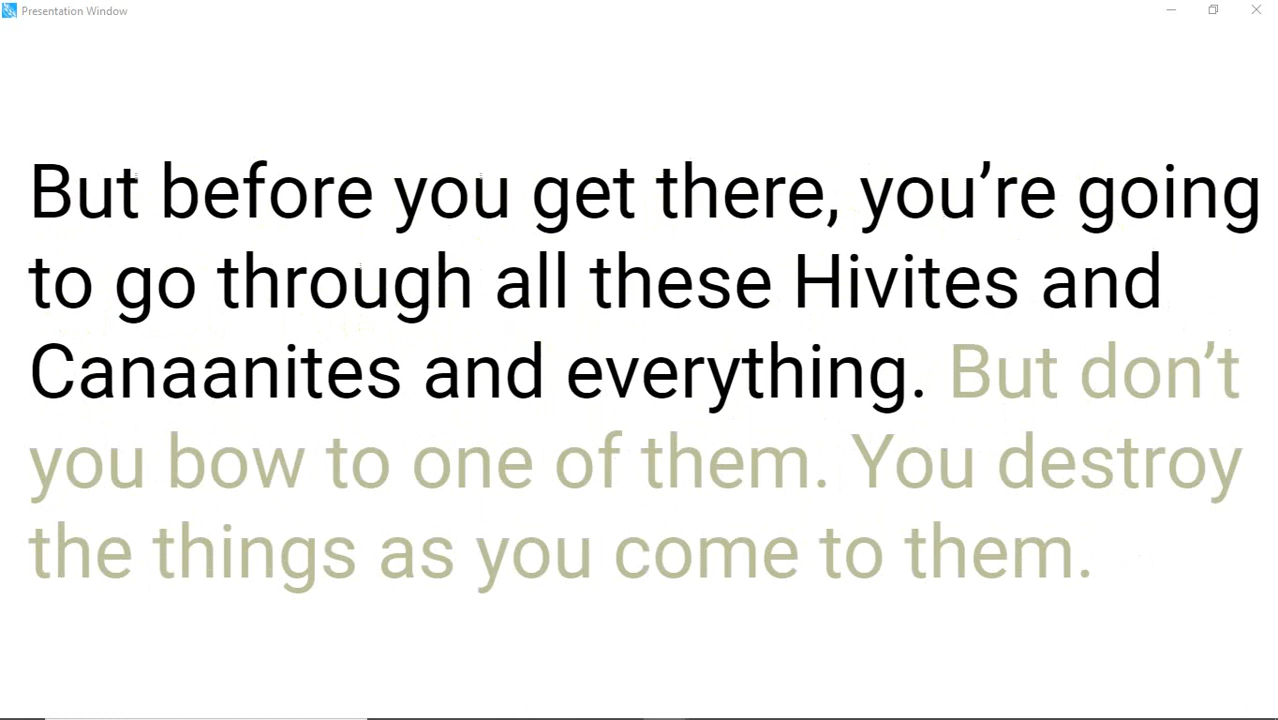 Presentation Window
But before you get there, you’re going
to go through all these Hivites and
Canaanites and everything. But don’t
you bow to one of them. You destroy
the things as you come to them.